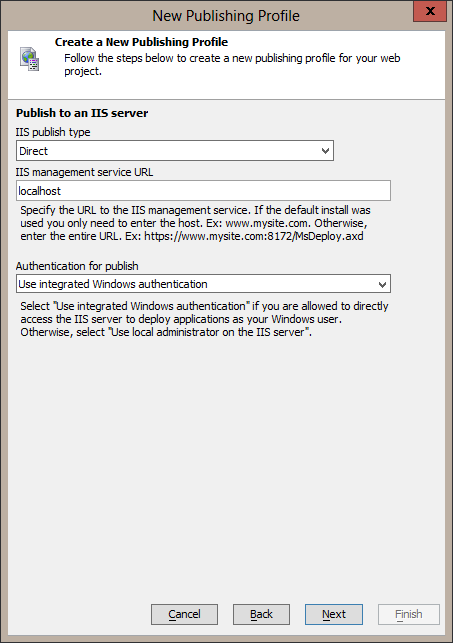 New Publishing Profile
x
Create a New Publishing Profile
Follow the steps below to create a new publishing profile for your web
project.
Publish to an IIS server
IIS publish type
Direct
IIS management service URL
localhost
Specify the URL to the IIS management service. If the default install was
used you only need to enter the host. Ex: www.mysite.com. Otherwise,
enter the entire URL. Ex: https://www.mysite.com:8172/MsDeploy.axd
Authentication for publish
Use integrated Windows authentication
Select "Use integrated Windows authentication" if you are allowed to directly
access the IIS server to deploy applications as your Windows user.
Otherwise, select "Use local administrator on the IIS server".
Cancel
Back
Next
Finish